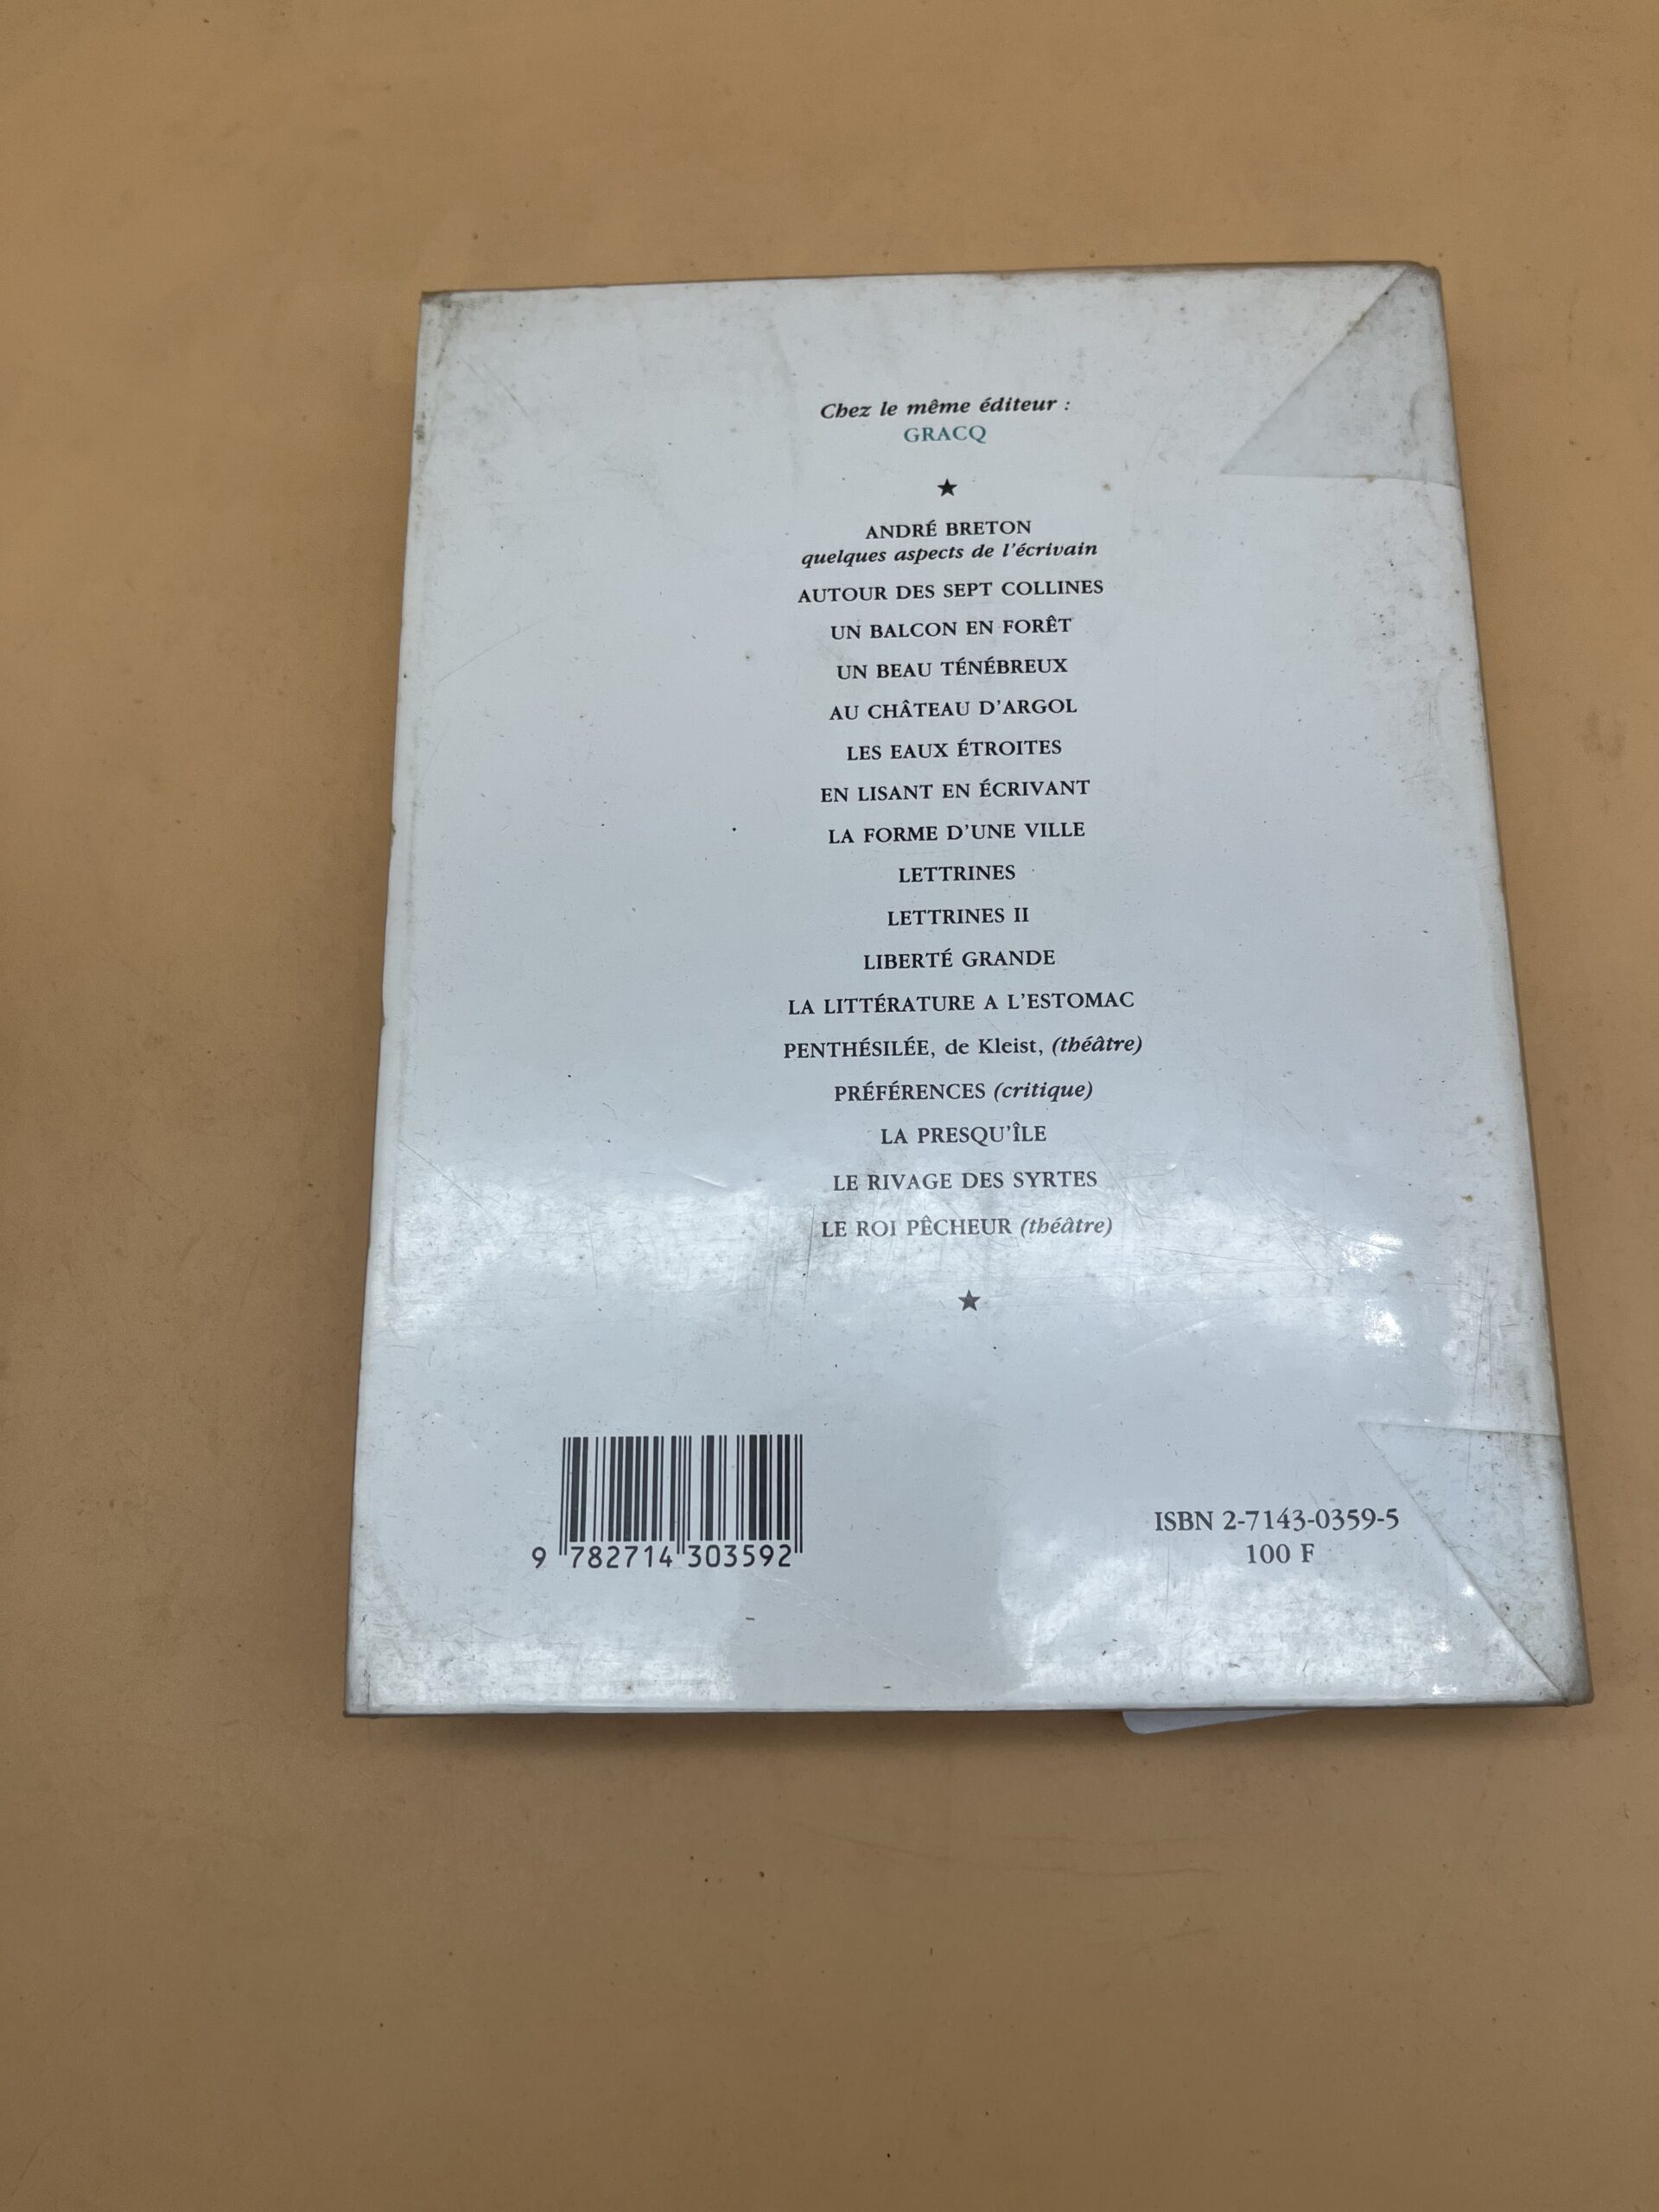 Chez le même éditeur :
GRACQ
★
ANDRÉ BRETON
quelques aspects de l'écrivain
AUTOUR DES SEPT COLLINES
UN BALCON EN FORÊT
UN BEAU TÉNÉBREUX
AU CHÂTEAU D'ARGOL
LES EAUX ÉTROITES
EN LISANT EN ÉCRIVANT
LA FORME D'UNE VILLE
LETTRINES
LETTRINES II
LIBERTÉ GRANDE
LA LITTÉRATURE A L'ESTOMAC
PENTHÉSILÉE, de Kleist, (théâtre)
PRÉFÉRENCES (critique)
LA PRESQU'ÎLE
LE RIVAGE DES SYRTES
LE ROI PÊCHEUR (théâtre)
★
9 782714 303592
ISBN 2-7143-0359-5
100 F